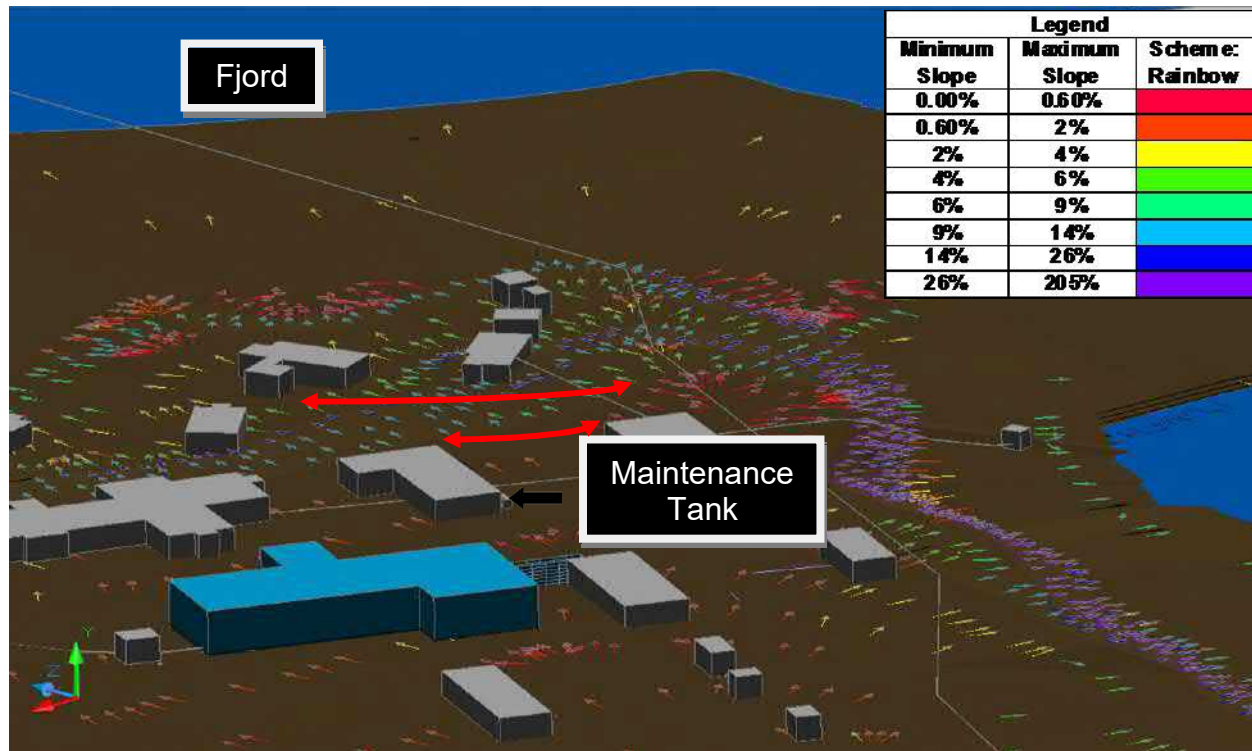 Fjord
Legend
Minimum Slope Maximum Slope Scheme: Rainbow
0.00% 0.60%
0.60% 2%
2% 4%
4% 6%
6% 9%
9% 14%
14% 26%
26% 205%
Maintenance
Tank
Y
Z